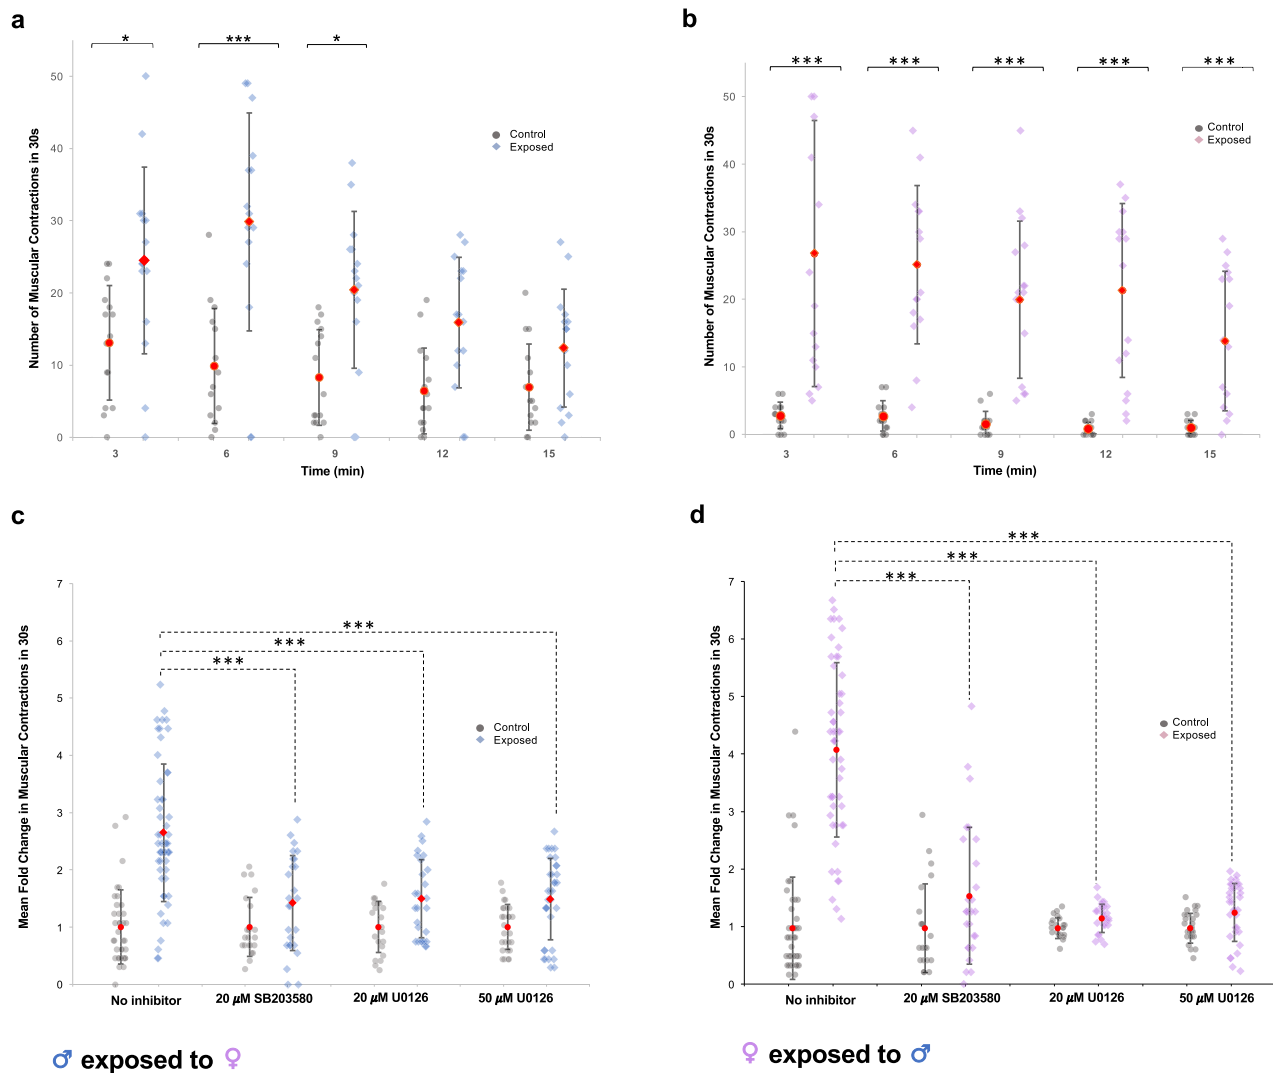 a
* *** *
Number of Muscular Contractions in 30s
50
40
30
20
10
0
Control
Exposed
3 6 9 12 15
Time (min)
b
*** *** *** *** ***
Number of Muscular Contractions in 30s
50
40
30
20
10
0
Control
Exposed
3 6 9 12 15
Time (min)
c
Mean Fold Change in Muscular Contractions in 30s
7
6
5
4
3
2
1
0
***
***
***
Control
Exposed
No inhibitor 20 μM SB203580 20 μM U0126 50 μM U0126
♂ exposed to ♀
d
Mean Fold Change in Muscular Contractions in 30s
7
6
5
4
3
2
1
0
***
***
***
Control
Exposed
No inhibitor 20 μM SB203580 20 μM U0126 50 μM U0126
♀ exposed to ♂